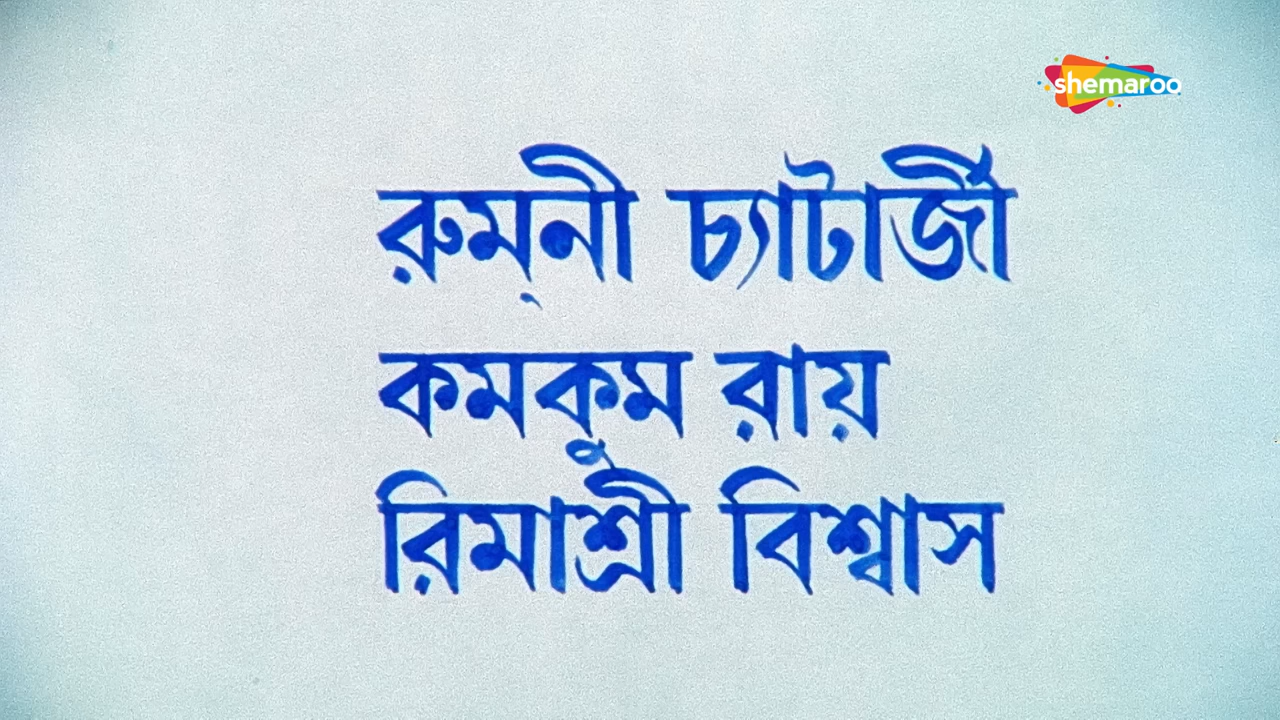 shemaroo
রুম্নী চ্যাটার্জী
কমকুম রায়
রিমাশ্রী বিশ্বাস